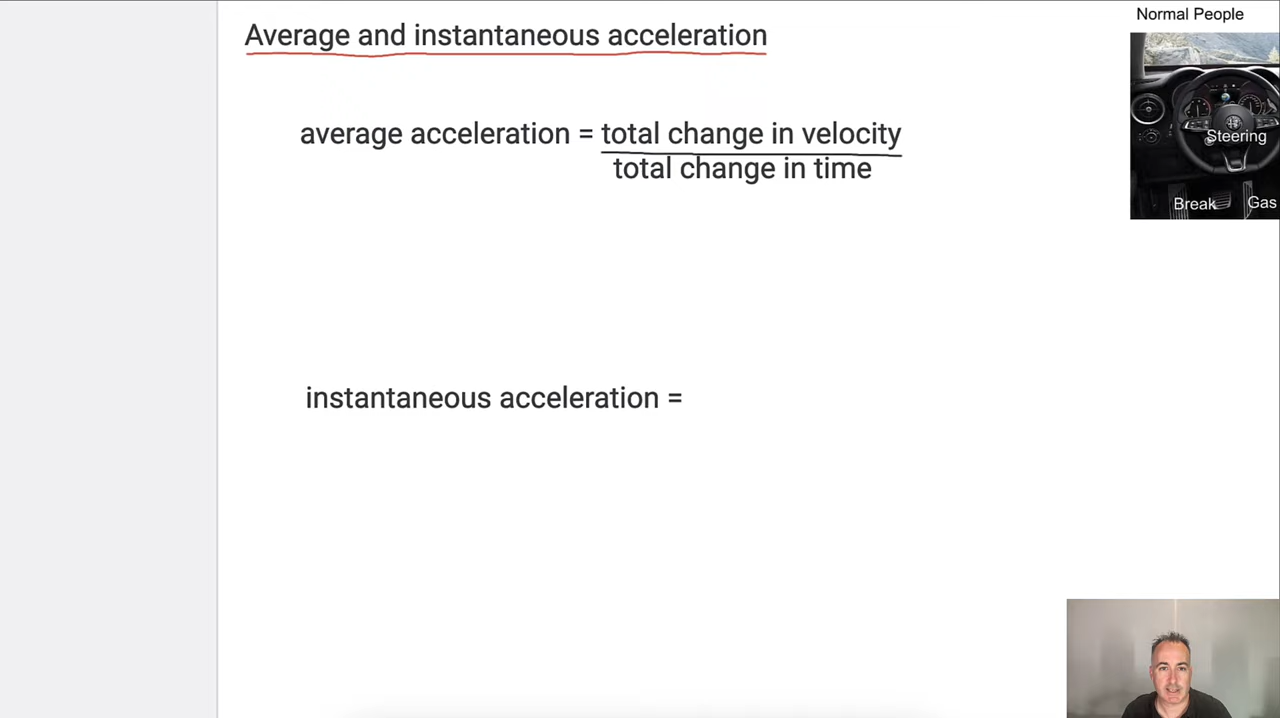 Average and instantaneous acceleration
Normal People
average acceleration = total change in velocity
total change in time
Steering
Break
Gas
instantaneous acceleration =